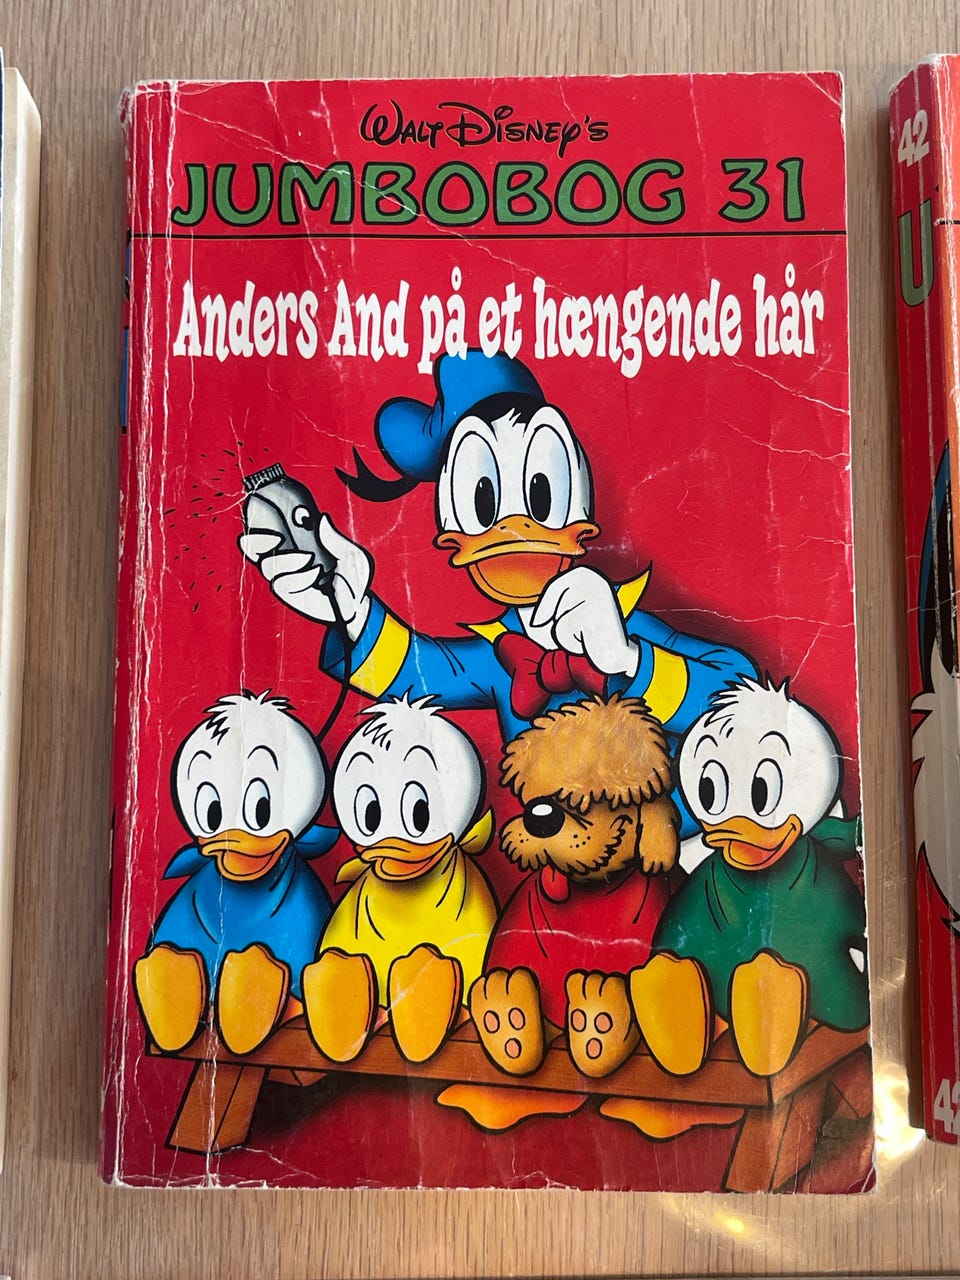 WALT DISNEY'S
JUMBOBOG 31
Anders And på et hængende hår
42
U
42